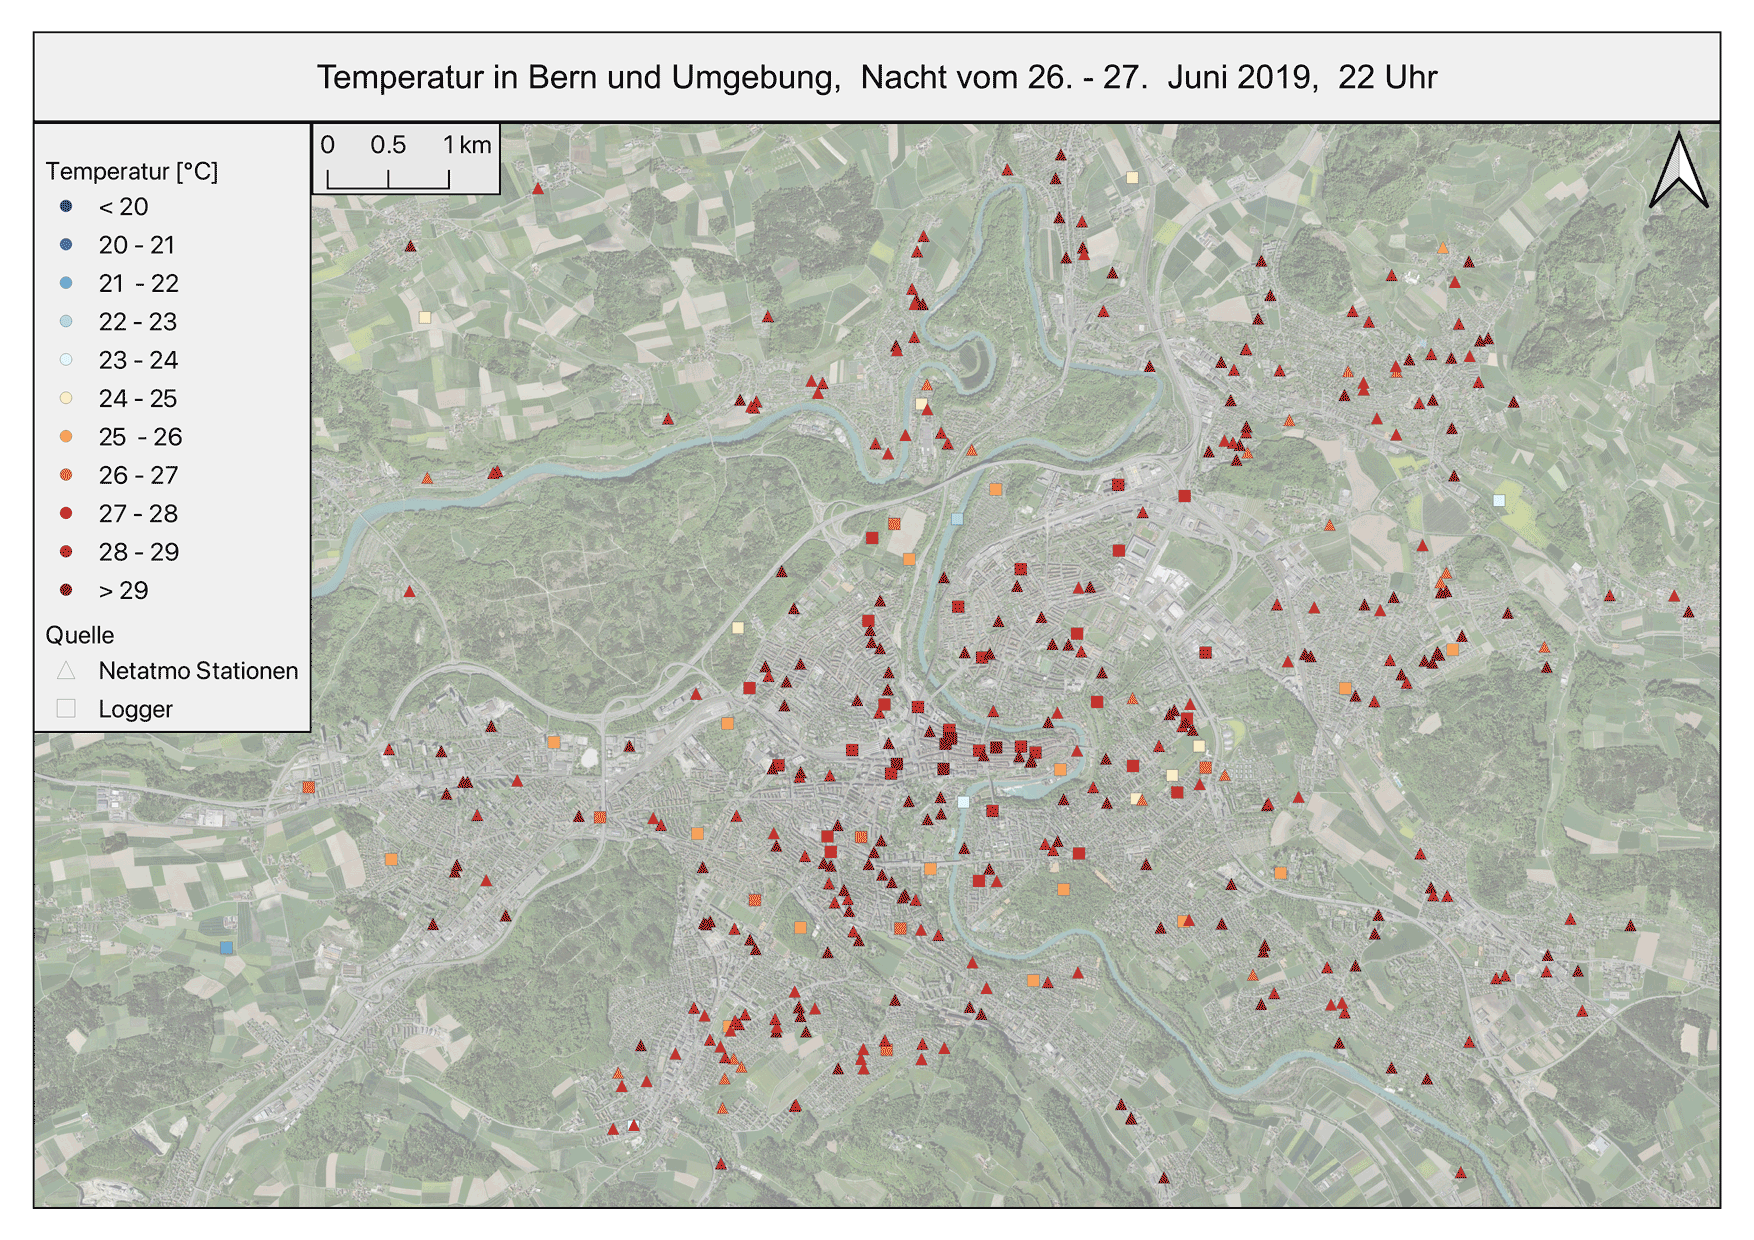 Temperatur in Bern und Umgebung, Nacht vom 26. - 27. Juni 2019, 22 Uhr
0 0.5 1 km
Temperatur [°C]
< 20
20 - 21
21 - 22
22 - 23
23 - 24
24 - 25
25 - 26
26 - 27
27 - 28
28 - 29
> 29
Quelle
Netatmo Stationen
Logger